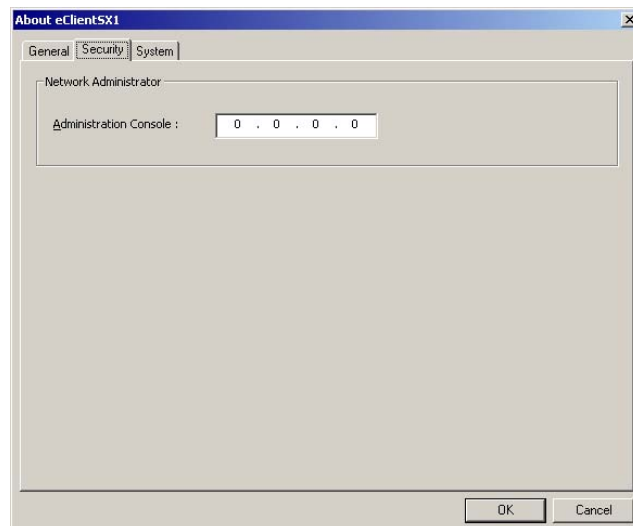 About eClientSX1
General Security System
Network Administrator
Administration Console : 0 . 0 . 0 . 0
OK Cancel